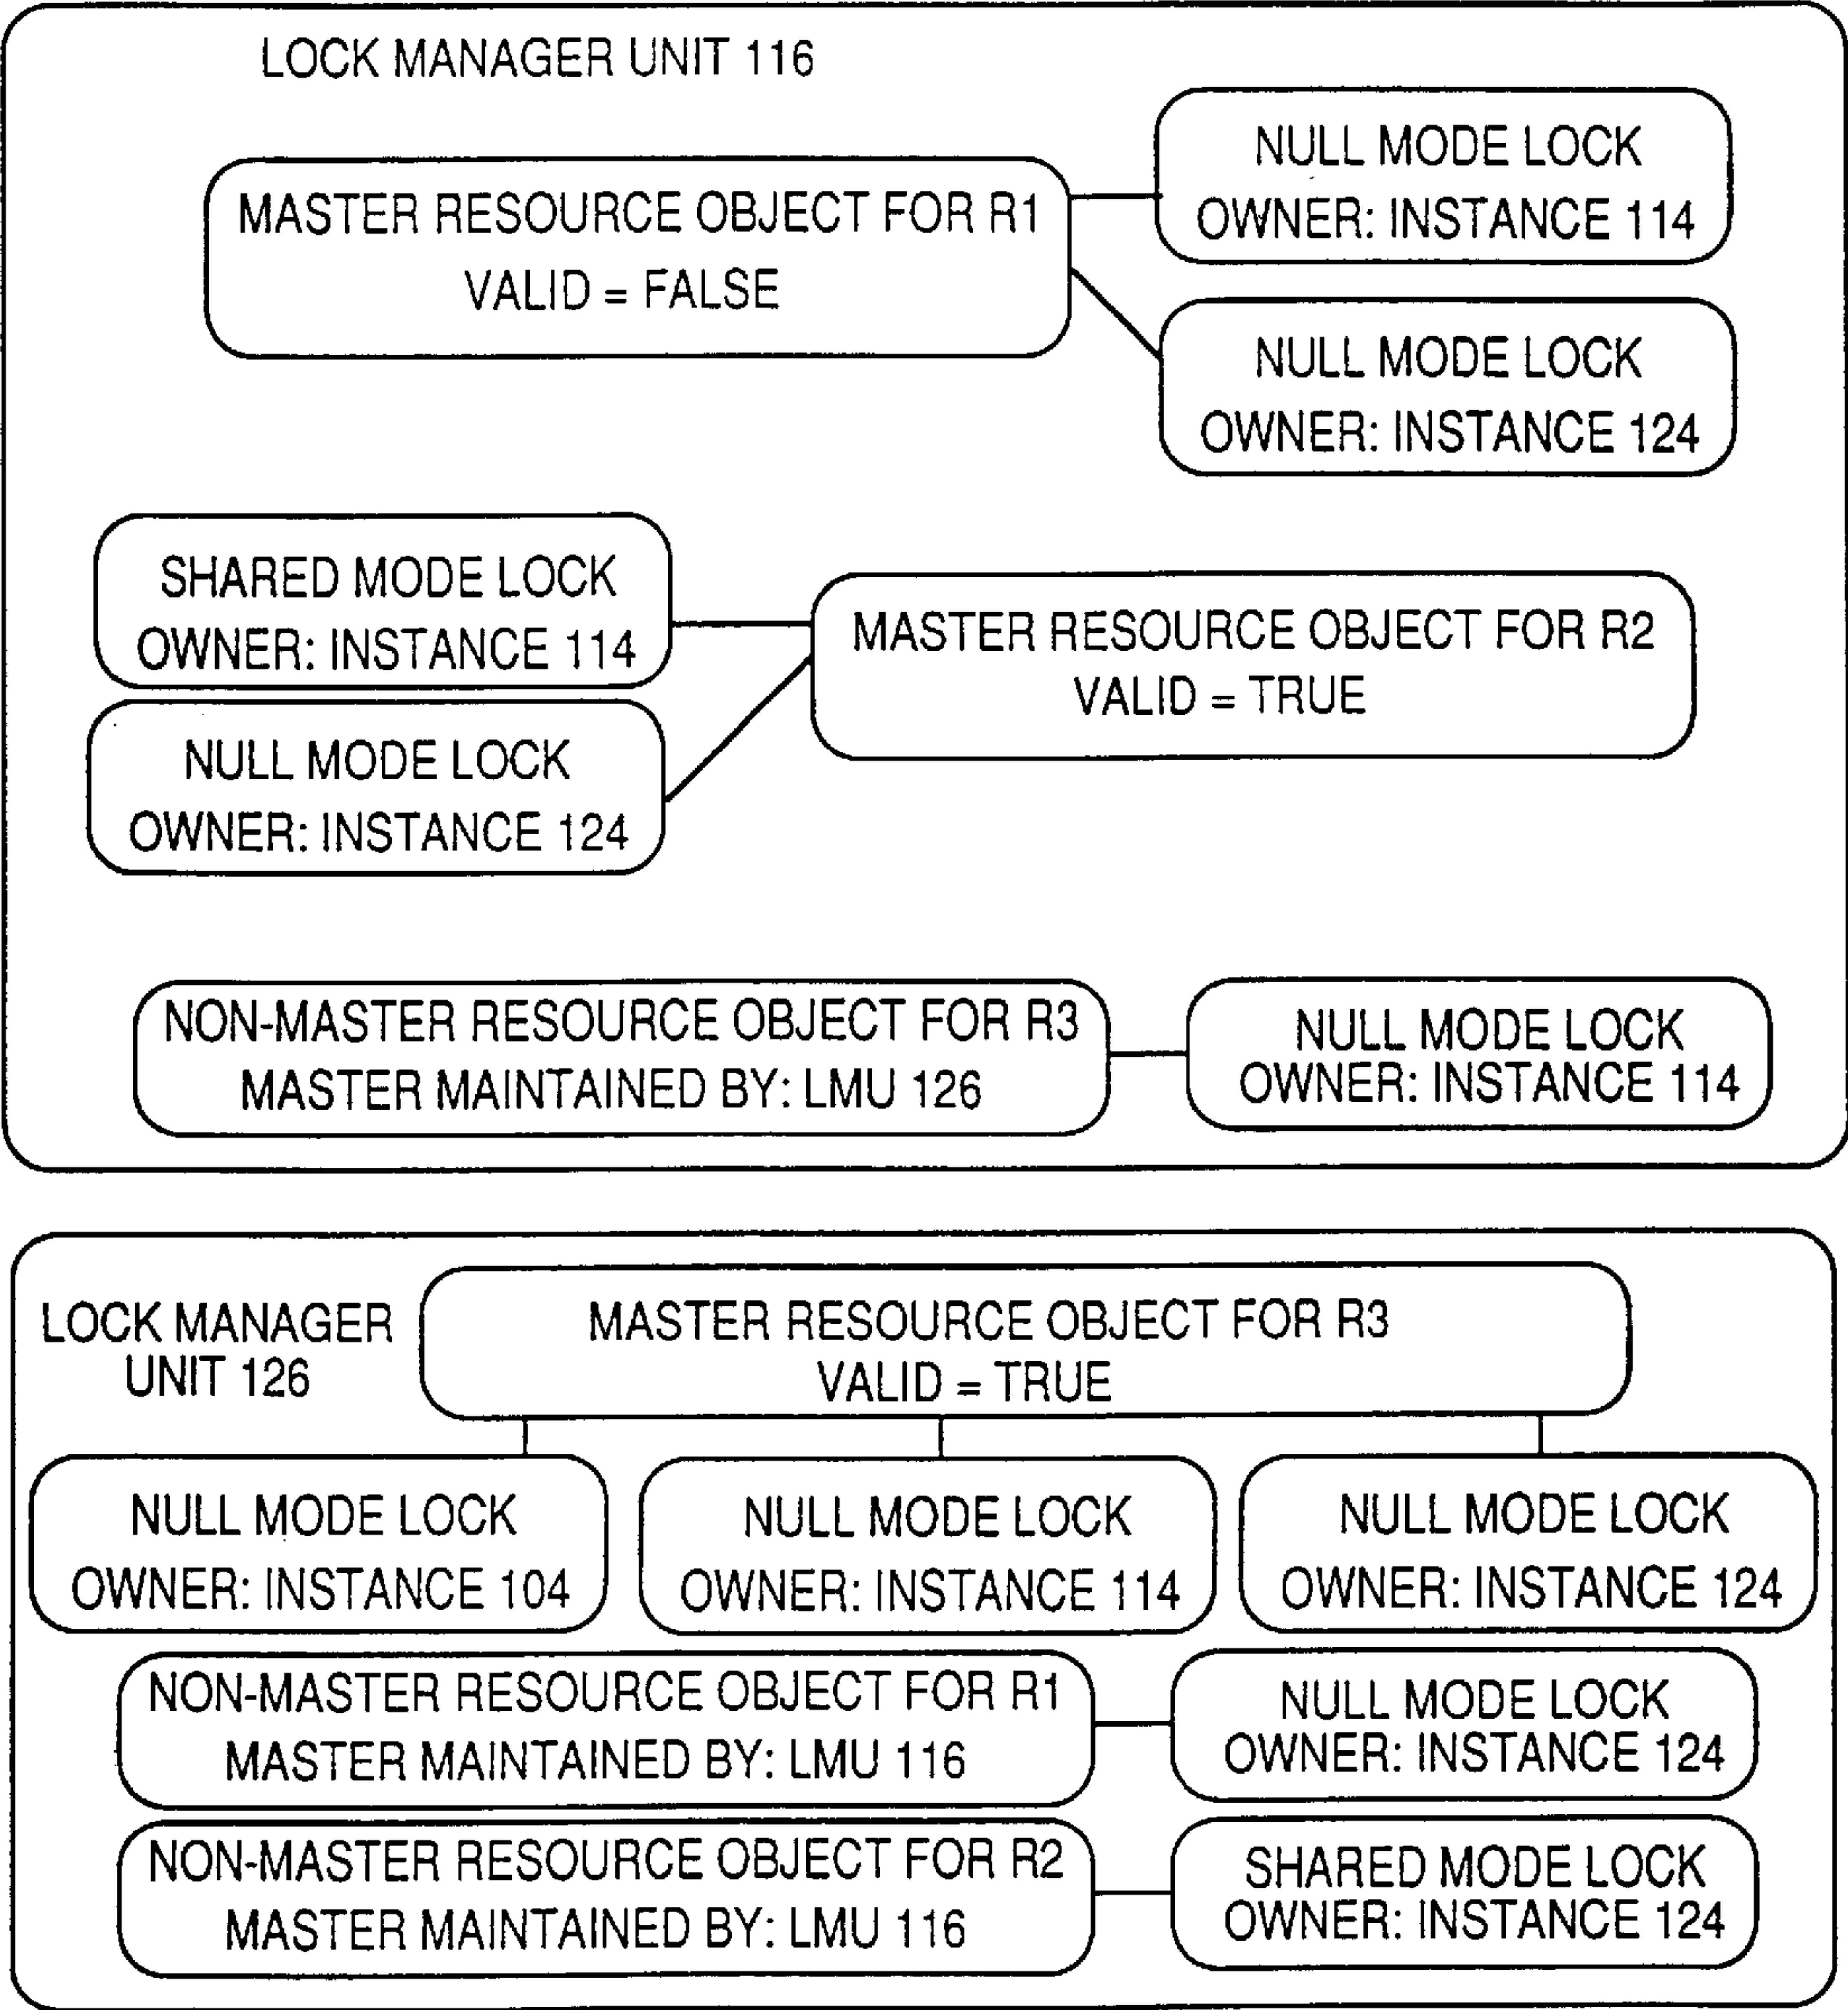 LOCK MANAGER UNIT 116
NULL MODE LOCK
OWNER: INSTANCE 114
MASTER RESOURCE OBJECT FOR R1
VALID = FALSE
NULL MODE LOCK
OWNER: INSTANCE 124
SHARED MODE LOCK
OWNER: INSTANCE 114
MASTER RESOURCE OBJECT FOR R2
VALID = TRUE
NULL MODE LOCK
OWNER: INSTANCE 124
NON-MASTER RESOURCE OBJECT FOR R3
MASTER MAINTAINED BY: LMU 126
NULL MODE LOCK
OWNER: INSTANCE 114
LOCK MANAGER
UNIT 126
MASTER RESOURCE OBJECT FOR R3
VALID = TRUE
NULL MODE LOCK
OWNER: INSTANCE 104
NULL MODE LOCK
OWNER: INSTANCE 114
NULL MODE LOCK
OWNER: INSTANCE 124
NON-MASTER RESOURCE OBJECT FOR R1
MASTER MAINTAINED BY: LMU 116
NULL MODE LOCK
OWNER: INSTANCE 124
NON-MASTER RESOURCE OBJECT FOR R2
MASTER MAINTAINED BY: LMU 116
SHARED MODE LOCK
OWNER: INSTANCE 124